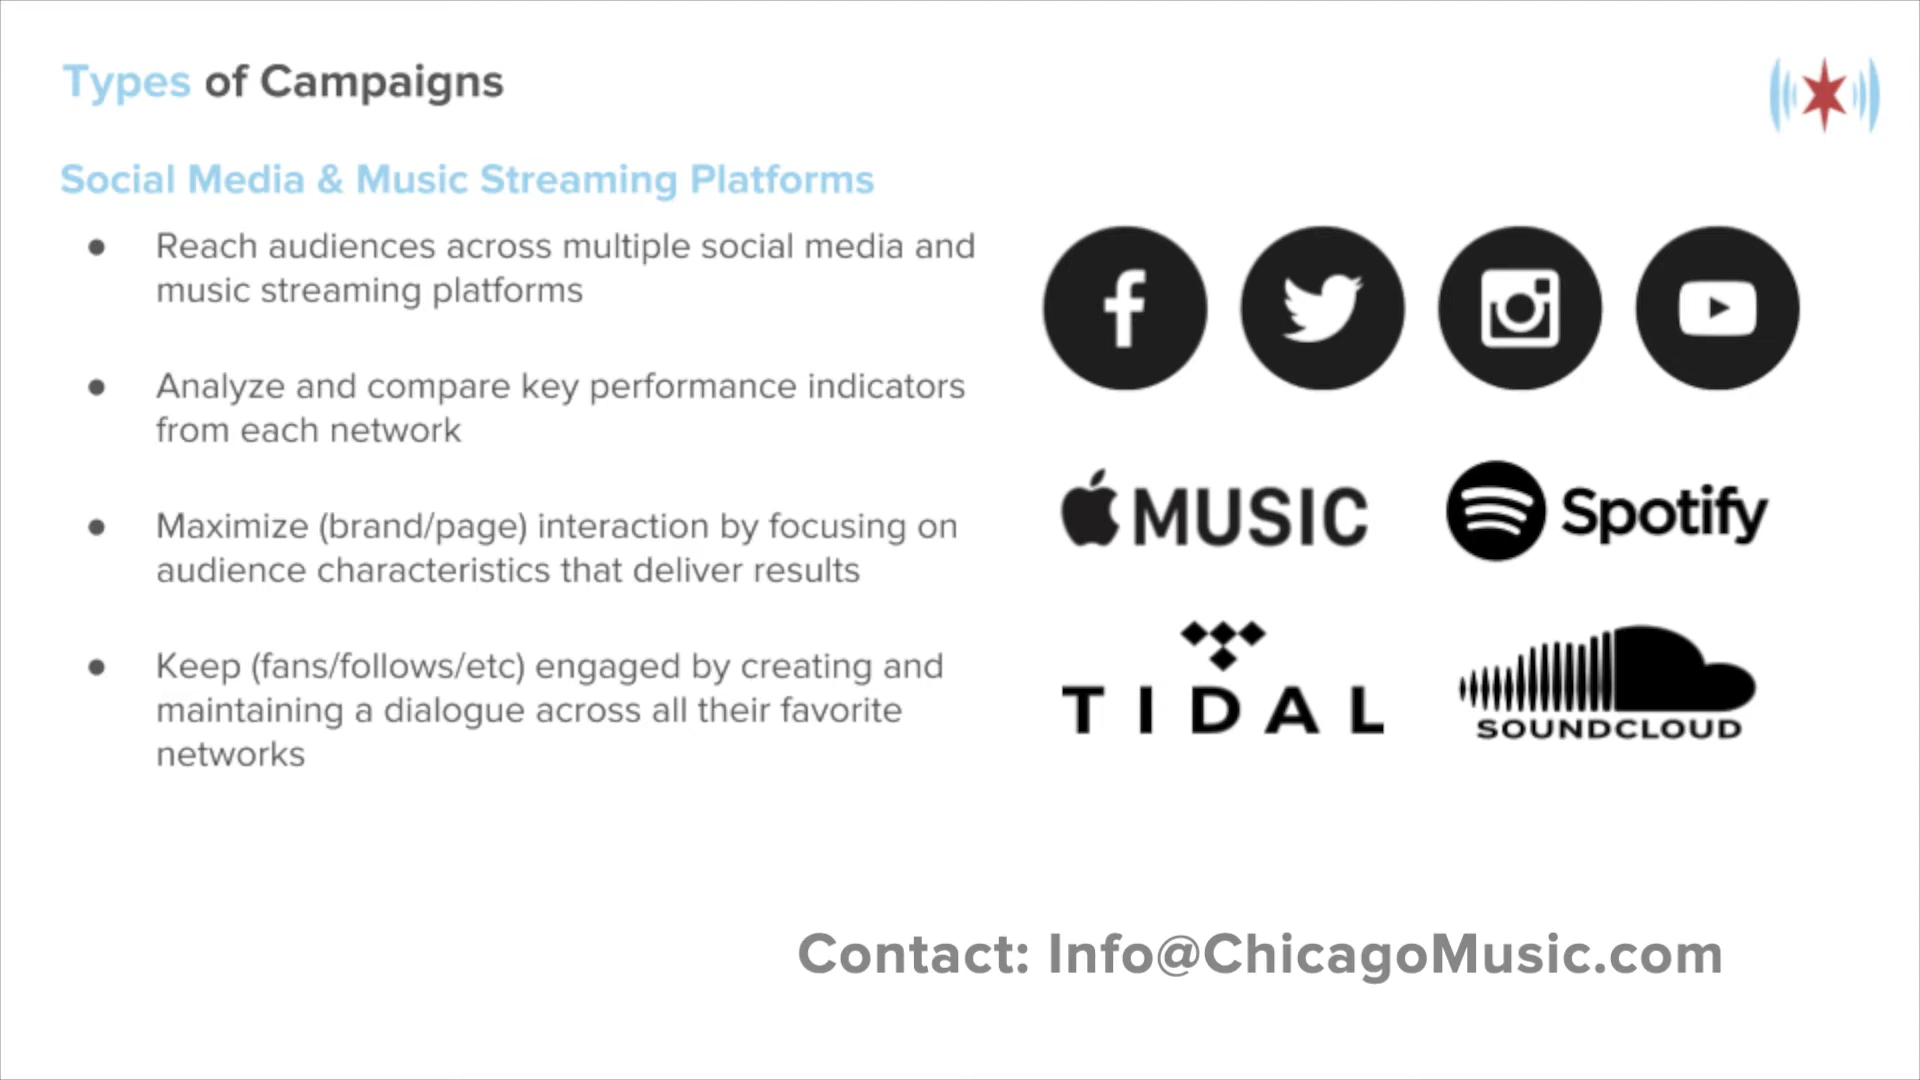 Types of Campaigns
Social Media & Music Streaming Platforms
● Reach audiences across multiple social media and
music streaming platforms
● Analyze and compare key performance indicators
from each network
● Maximize (brand/page) interaction by focusing on
audience characteristics that deliver results
● Keep (fans/follows/etc) engaged by creating and
maintaining a dialogue across all their favorite
networks
MUSIC
Spotify
TIDAL
SOUNDCLOUD
Contact: Info@ChicagoMusic.com